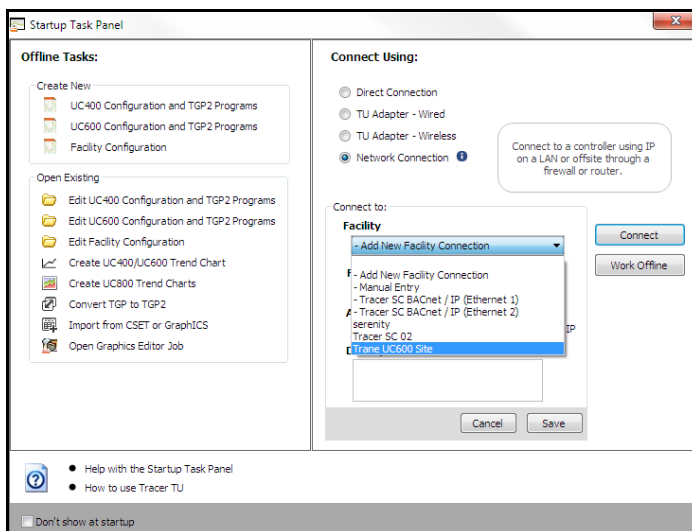 Startup Task Panel
Offline Tasks:
Create New
UC400 Configuration and TGP2 Programs
UC600 Configuration and TGP2 Programs
Facility Configuration
Open Existing
Edit UC400 Configuration and TGP2 Programs
Edit UC600 Configuration and TGP2 Programs
Edit Facility Configuration
Create UC400/UC600 Trend Chart
Create UC800 Trend Charts
Convert TGP to TGP2
Import from CSET or GraphICS
Open Graphics Editor Job
Connect Using:
Direct Connection
TU Adapter - Wired
TU Adapter - Wireless
Network Connection
Connect to a controller using IP
on a LAN or offsite through a
firewall or router.
Connect to:
Facility
- Add New Facility Connection
- Add New Facility Connection
- Manual Entry
- Tracer SC BACnet / IP (Ethernet 1)
- Tracer SC BACnet / IP (Ethernet 2)
serenity
Tracer SC 02
Trane UC600 Site
IP
Connect
Work Offline
Cancel
Save
Help with the Startup Task Panel
How to use Tracer TU
Don't show at startup